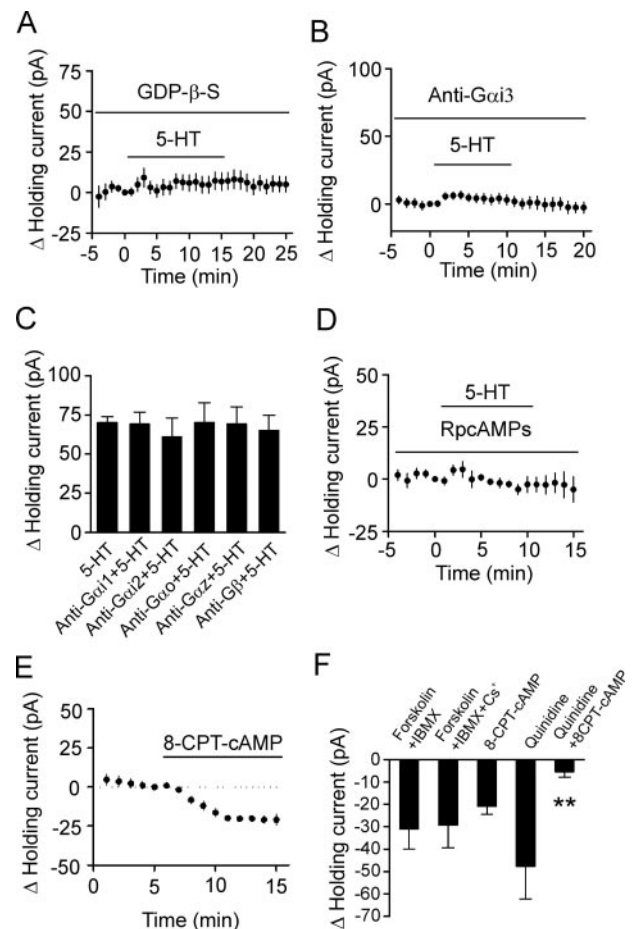 A
Δ Holding current (pA)
75
50
25
0
-25
GDP-β-S
5-HT
-5 0 5 10 15 20 25
Time (min)
B
Δ Holding current (pA)
100
50
0
Anti-Gαi3
5-HT
-5 0 5 10 15 20
Time (min)
C
Δ Holding current (pA)
100
75
50
25
0
5-HT
Anti-Gαi1+5-HT
Anti-Gαi2+5-HT
Anti-Gαo+5-HT
Anti-Gαz+5-HT
Anti-Gβ+5-HT
D
Δ Holding current (pA)
50
25
0
-25
5-HT
RpcAMPs
-5 0 5 10 15
Time (min)
E
Δ Holding current (pA)
50
25
0
-25
-50
8-CPT-cAMP
0 5 10 15
Time (min)
F
Forskolin
+IBMX
Forskolin
+IBMX+Cs+
8-CPT-cAMP
Quinidine
Quinidine
+8CPT-cAMP
Δ Holding current (pA)
0
-10
-20
-30
-40
-50
-60
-70
**